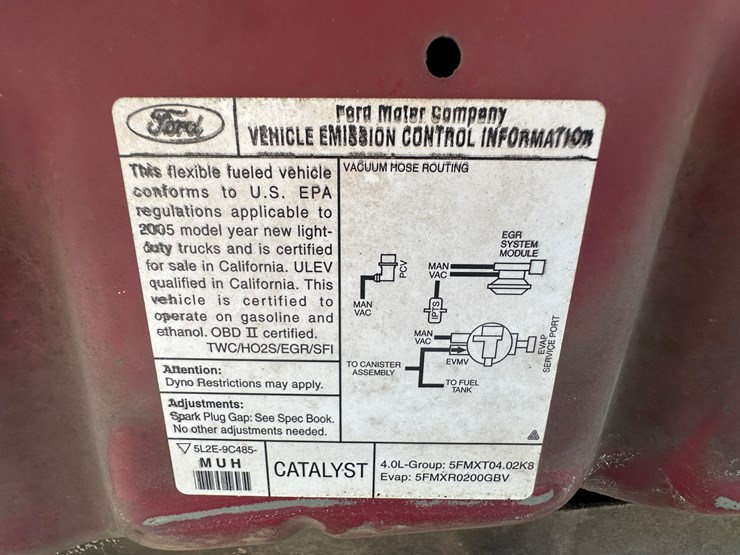 Ford
Ford Motor Company
VEHICLE EMISSION CONTROL INFORMATION
This flexible fueled vehicle
conforms to U.S. EPA
regulations applicable to
2005 model year new light-
duty trucks and is certified
for sale in California. ULEV
qualified in California. This
vehicle is certified to
operate on gasoline and
ethanol. OBD II certified.
TWC/HO2S/EGR/SFI
Attention:
Dyno Restrictions may apply.
Adjustments:
Spark Plug Gap: See Spec Book.
No other adjustments needed.
VACUUM HOSE ROUTING
PCV
MAN
VAC
EGR
SYSTEM
MODULE
MAN
VAC
IPTS
MAN
VAC
EVMV
EVAP
SERVICE PORT
TO CANISTER
ASSEMBLY
TO FUEL
TANK
5L2E-9C485-
MUH
CATALYST
4.0L-Group: 5FMXT04.02K8
Evap: 5FMXR0200GBV